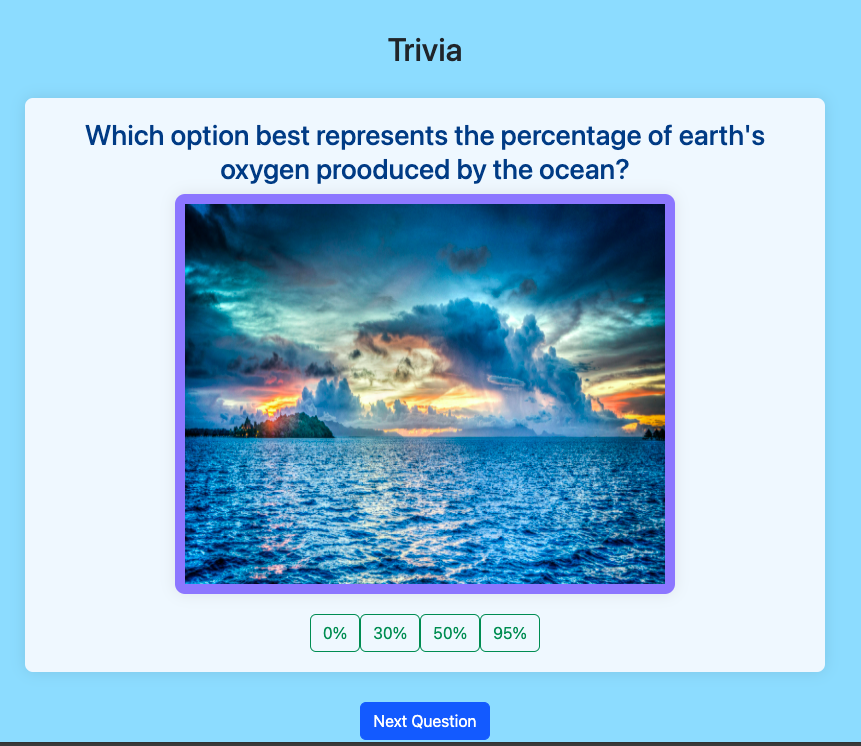 Trivia
Which option best represents the percentage of earth's
oxygen prooduced by the ocean?
0% 30% 50% 95%
Next Question